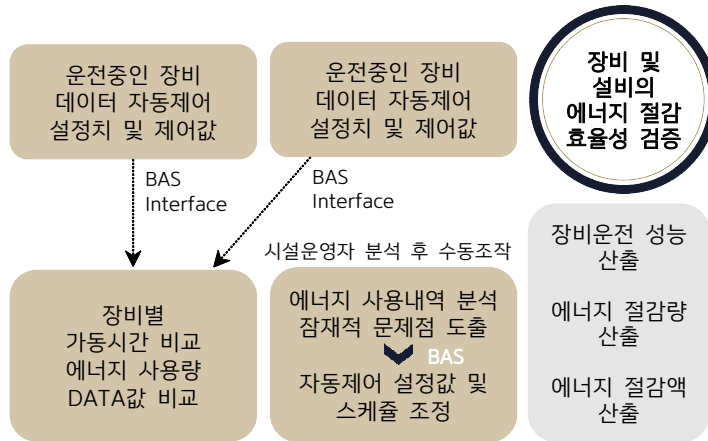 운전중인 장비
데이터 자동제어
설정치 및 제어값
운전중인 장비
데이터 자동제어
설정치 및 제어값
장비 및
설비의
에너지 절감
효율성 검증
BAS
Interface
BAS
Interface
시설운영자 분석 후 수동조작
장비별
가동시간 비교
에너지 사용량
DATA값 비교
에너지 사용내역 분석
잠재적 문제점 도출
BAS
자동제어 설정값 및
스케쥴 조정
장비운전 성능
산출
에너지 절감량
산출
에너지 절감액
산출